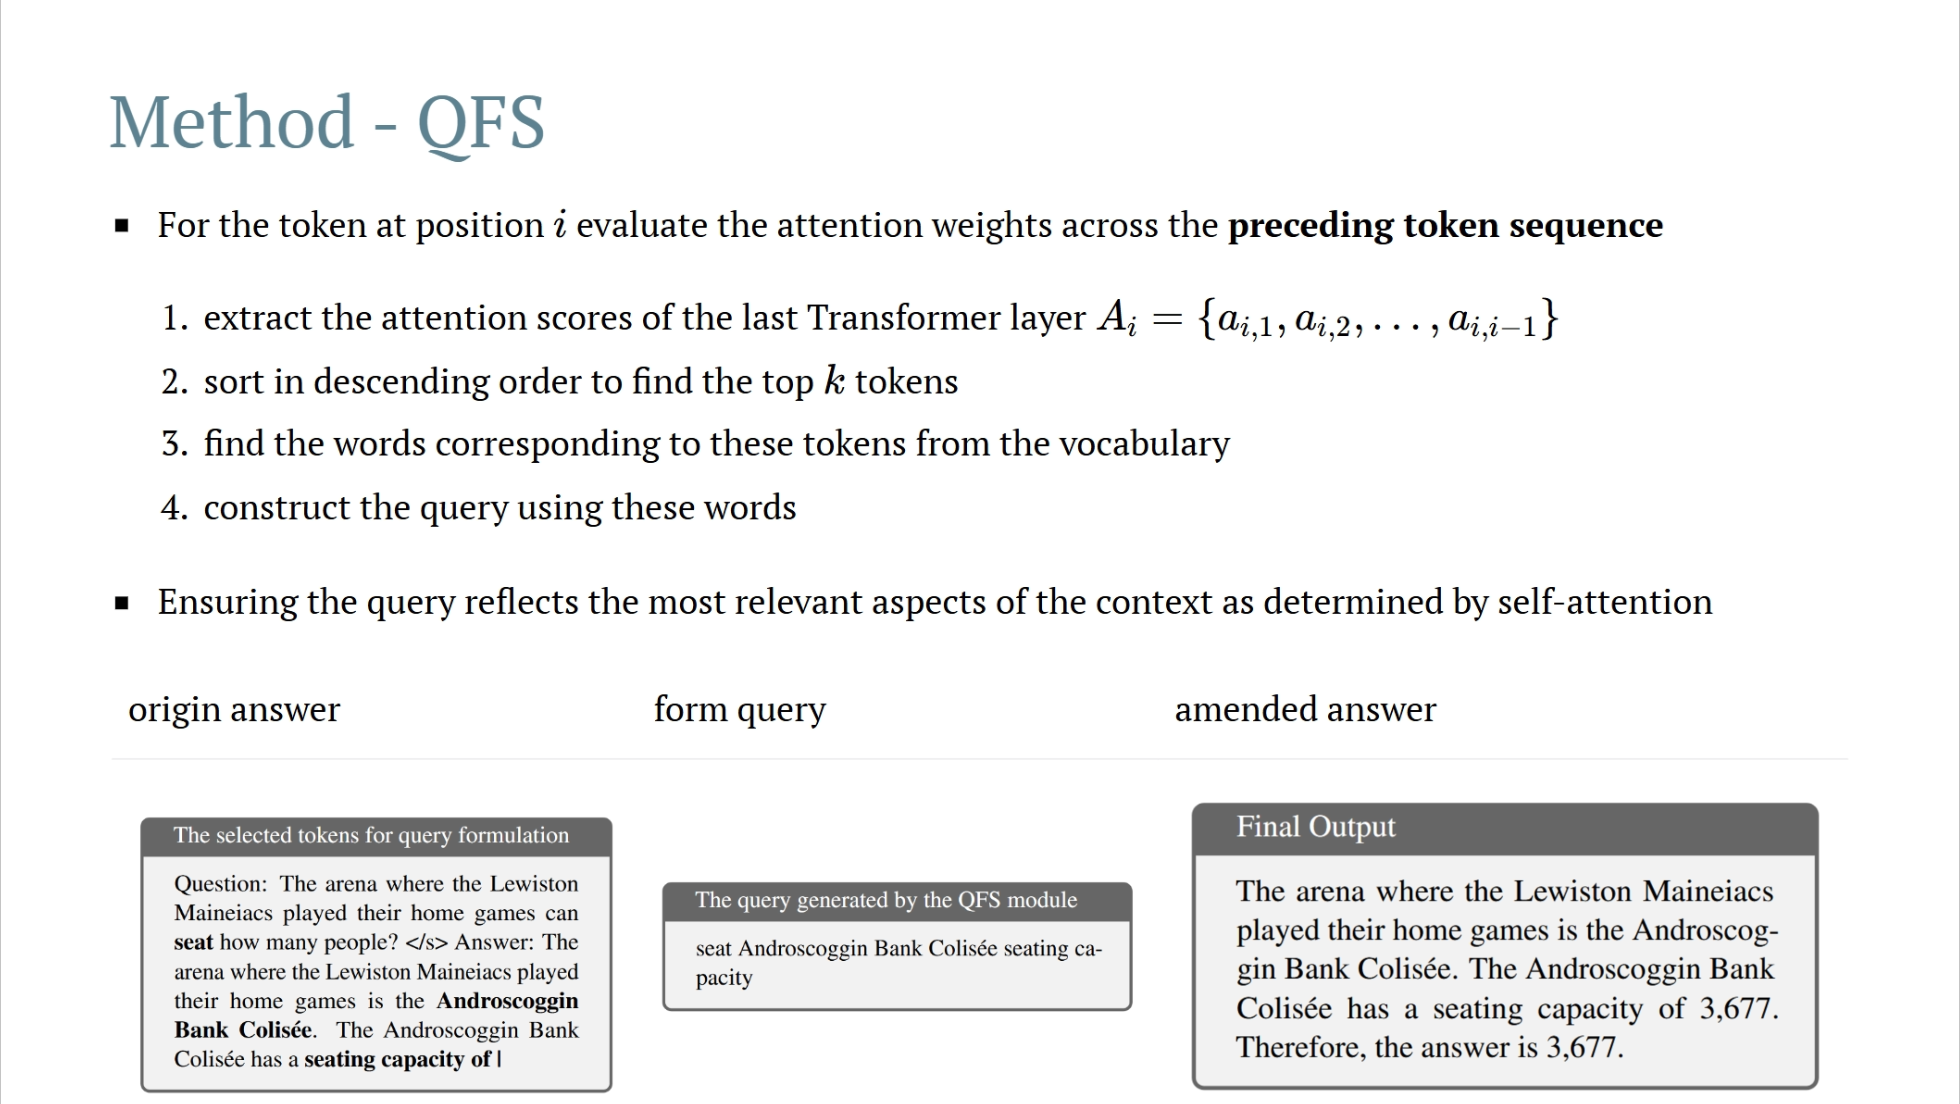 Method - QFS
▪ For the token at position i evaluate the attention weights across the preceding token sequence
1. extract the attention scores of the last Transformer layer A_i = {a_{i,1}, a_{i,2}, . . . , a_{i,i−1}}
2. sort in descending order to find the top k tokens
3. find the words corresponding to these tokens from the vocabulary
4. construct the query using these words
▪ Ensuring the query reflects the most relevant aspects of the context as determined by self-attention
origin answer
form query
amended answer
The selected tokens for query formulation
Question: The arena where the Lewiston
Maineiacs played their home games can
seat how many people? </s> Answer: The
arena where the Lewiston Maineiacs played
their home games is the Androscoggin
Bank Colisée. The Androscoggin Bank
Colisée has a seating capacity of |
The query generated by the QFS module
seat Androscoggin Bank Colisée seating ca-
pacity
Final Output
The arena where the Lewiston Maineiacs
played their home games is the Androscog-
gin Bank Colisée. The Androscoggin Bank
Colisée has a seating capacity of 3,677.
Therefore, the answer is 3,677.